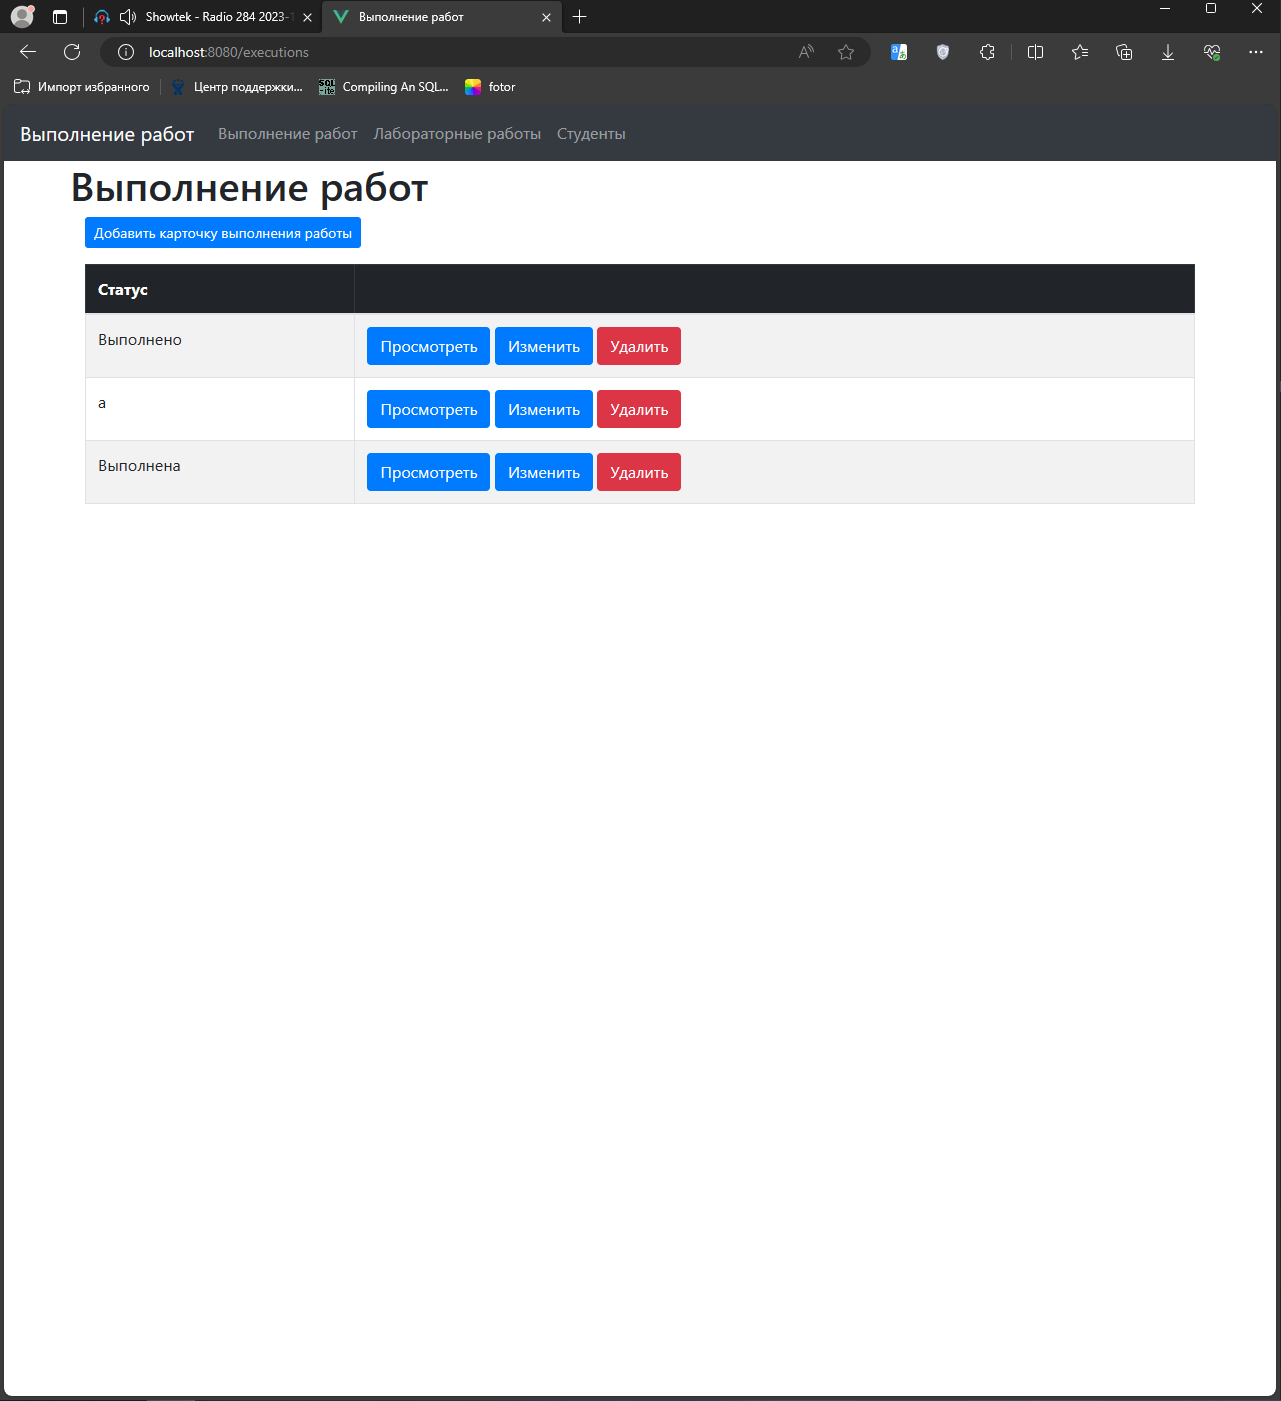 Showtek - Radio 284 2023-1
Выполнение работ
localhost:8080/executions
Импорт избранного
Центр поддержки...
Compiling An SQL...
fotor
Выполнение работ
Выполнение работ
Лабораторные работы
Студенты
Выполнение работ
Добавить карточку выполнения работы
Статус
Выполнено
Просмотреть
Изменить
Удалить
а
Просмотреть
Изменить
Удалить
Выполнена
Просмотреть
Изменить
Удалить